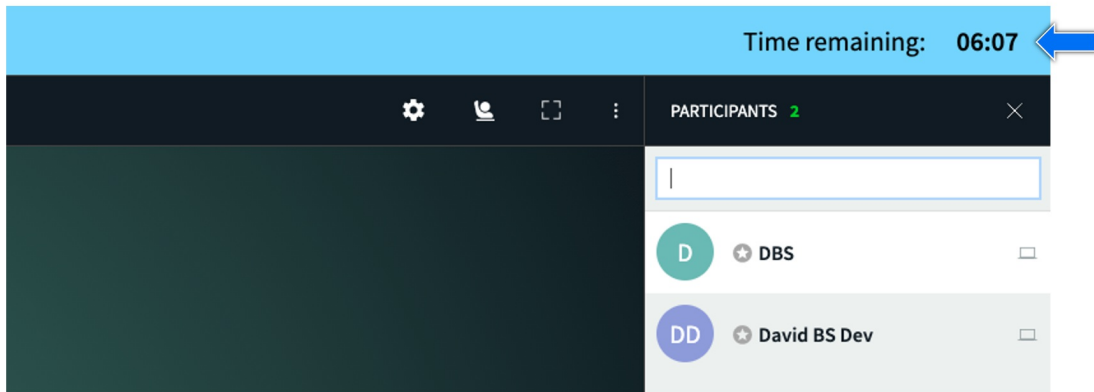 Time remaining: 06:07
PARTICIPANTS 2
D DBS
DD David BS Dev